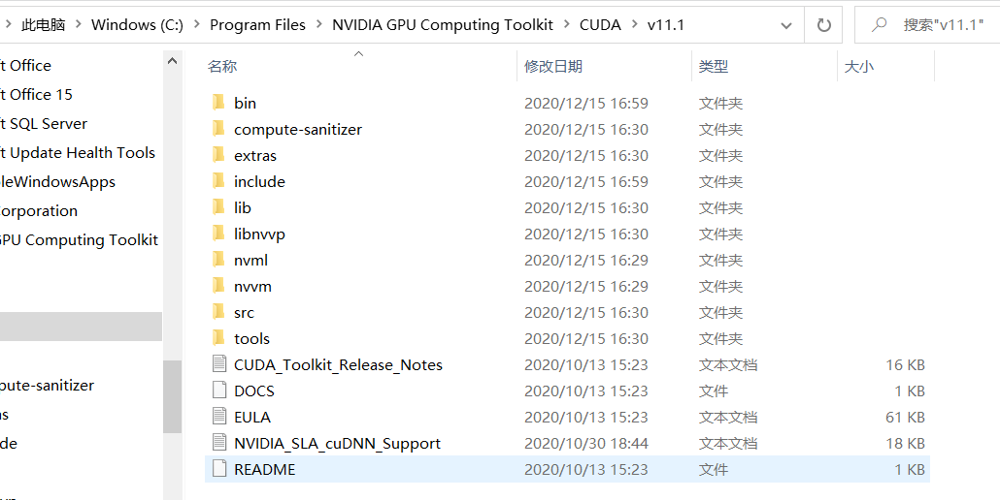 此电脑 > Windows (C:) > Program Files > NVIDIA GPU Computing Toolkit > CUDA > v11.1
搜索"v11.1"
ft Office
ft Office 15
ft SQL Server
ft Update Health Tools
leWindowsApps
orporation
GPU Computing Toolkit
pute-sanitizer
s
de
名称 修改日期 类型 大小
bin 2020/12/15 16:59 文件夹
compute-sanitizer 2020/12/15 16:30 文件夹
extras 2020/12/15 16:30 文件夹
include 2020/12/15 16:59 文件夹
lib 2020/12/15 16:30 文件夹
libnvvp 2020/12/15 16:30 文件夹
nvml 2020/12/15 16:29 文件夹
nvvm 2020/12/15 16:29 文件夹
src 2020/12/15 16:30 文件夹
tools 2020/12/15 16:30 文件夹
CUDA_Toolkit_Release_Notes 2020/10/13 15:23 文本文档 16 KB
DOCS 2020/10/13 15:23 文件 1 KB
EULA 2020/10/13 15:23 文本文档 61 KB
NVIDIA_SLA_cuDNN_Support 2020/10/30 18:44 文本文档 18 KB
README 2020/10/13 15:23 文件 1 KB